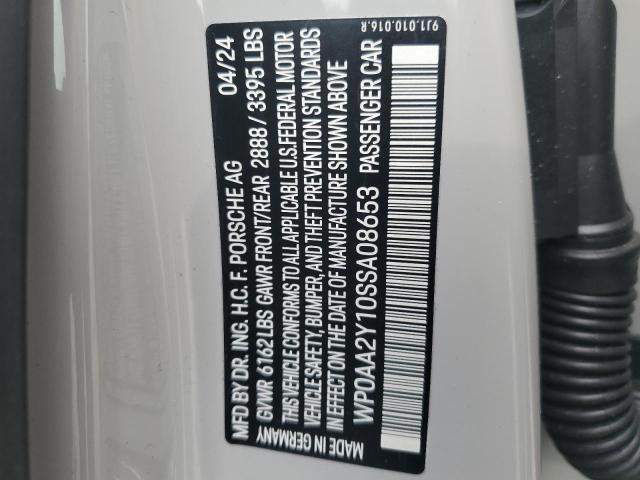 MFD BY DR. ING. H.C. F. PORSCHE AG 04/24
GVWR 6162 LBS GAWR FRONT/REAR 2888 / 3395 LBS
THIS VEHICLE CONFORMS TO ALL APPLICABLE U.S. FEDERAL MOTOR
VEHICLE SAFETY, BUMPER, AND THEFT PREVENTION STANDARDS
IN EFFECT ON THE DATE OF MANUFACTURE SHOWN ABOVE
WP0AA2Y10SSA08653 PASSENGER CAR
MADE IN GERMANY 9J1.010.016.R